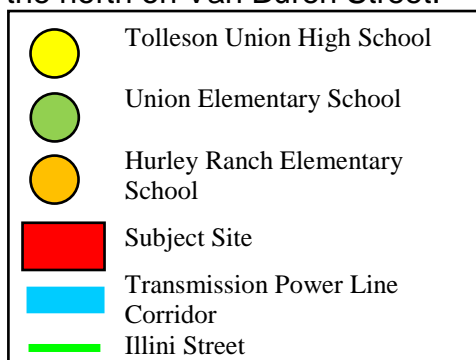 the north on Van Buren Street.
Tolleson Union High School
Union Elementary School
Hurley Ranch Elementary
School
Subject Site
Transmission Power Line
Corridor
Illini Street